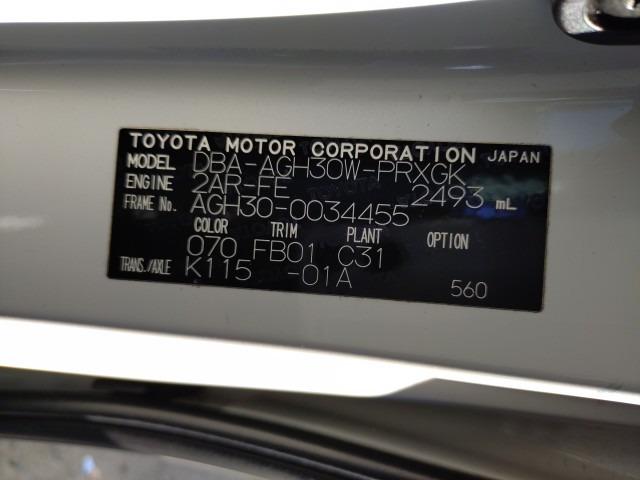 TOYOTA MOTOR CORPORATION JAPAN
MODEL DBA-AGH30W-PRXGK
ENGINE 2AR-FE 2493 mL
FRAME No. AGH30-0034455
COLOR TRIM PLANT OPTION
070 FB01 C31
TRANS./AXLE K115 -01A
560